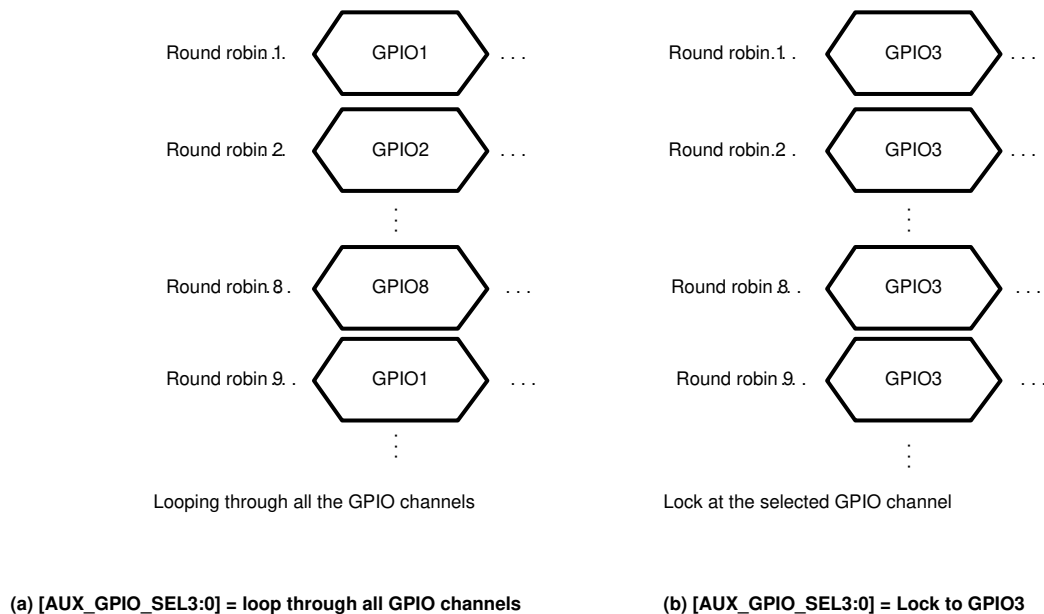 Round robin 1. . GPIO1 . . .
Round robin 2. . GPIO2 . . .
Round robin. 8 . GPIO8 . . .
Round robin 9. . GPIO1 . . .
Looping through all the GPIO channels
(a) [AUX_GPIO_SEL3:0] = loop through all GPIO channels
Round robin.1. . GPIO3 . . .
Round robin.2 . GPIO3 . . .
Round robin 8. . GPIO3 . . .
Round robin 9. . GPIO3 . . .
Lock at the selected GPIO channel
(b) [AUX_GPIO_SEL3:0] = Lock to GPIO3